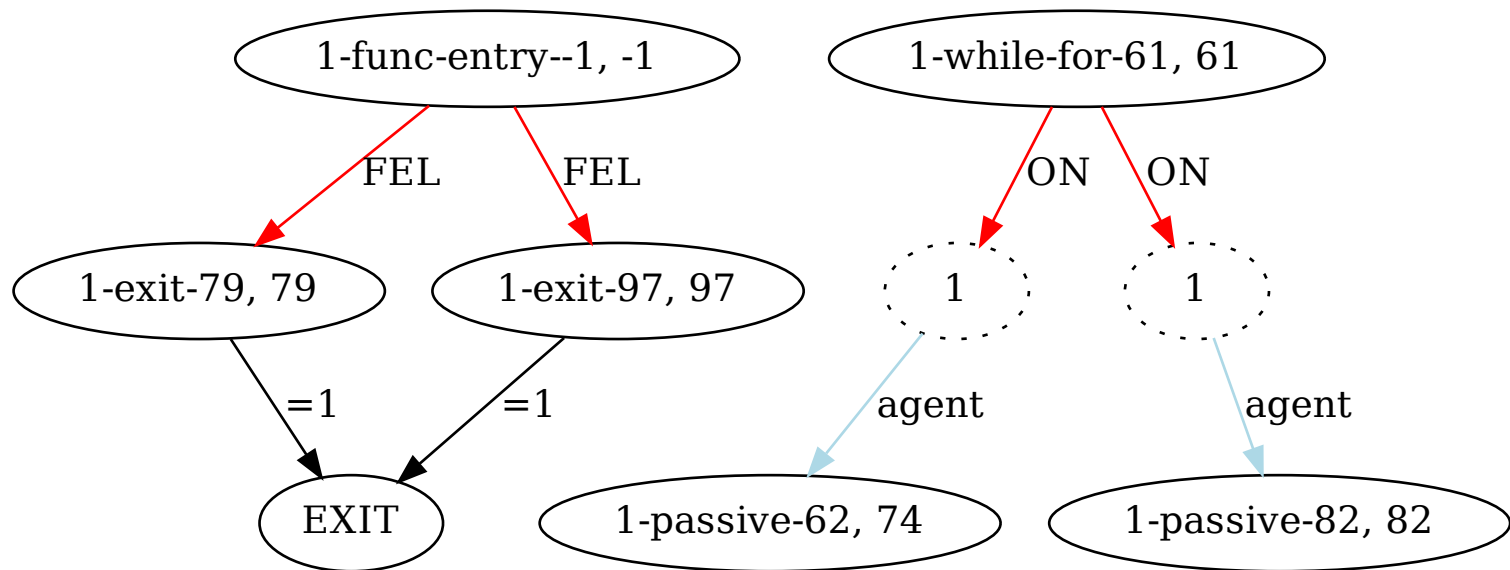 1-func-entry--1, -1
1-while-for-61, 61
FEL
FEL
ON
ON
1-exit-79, 79
1-exit-97, 97
1
1
=1
=1
agent
agent
EXIT
1-passive-62, 74
1-passive-82, 82